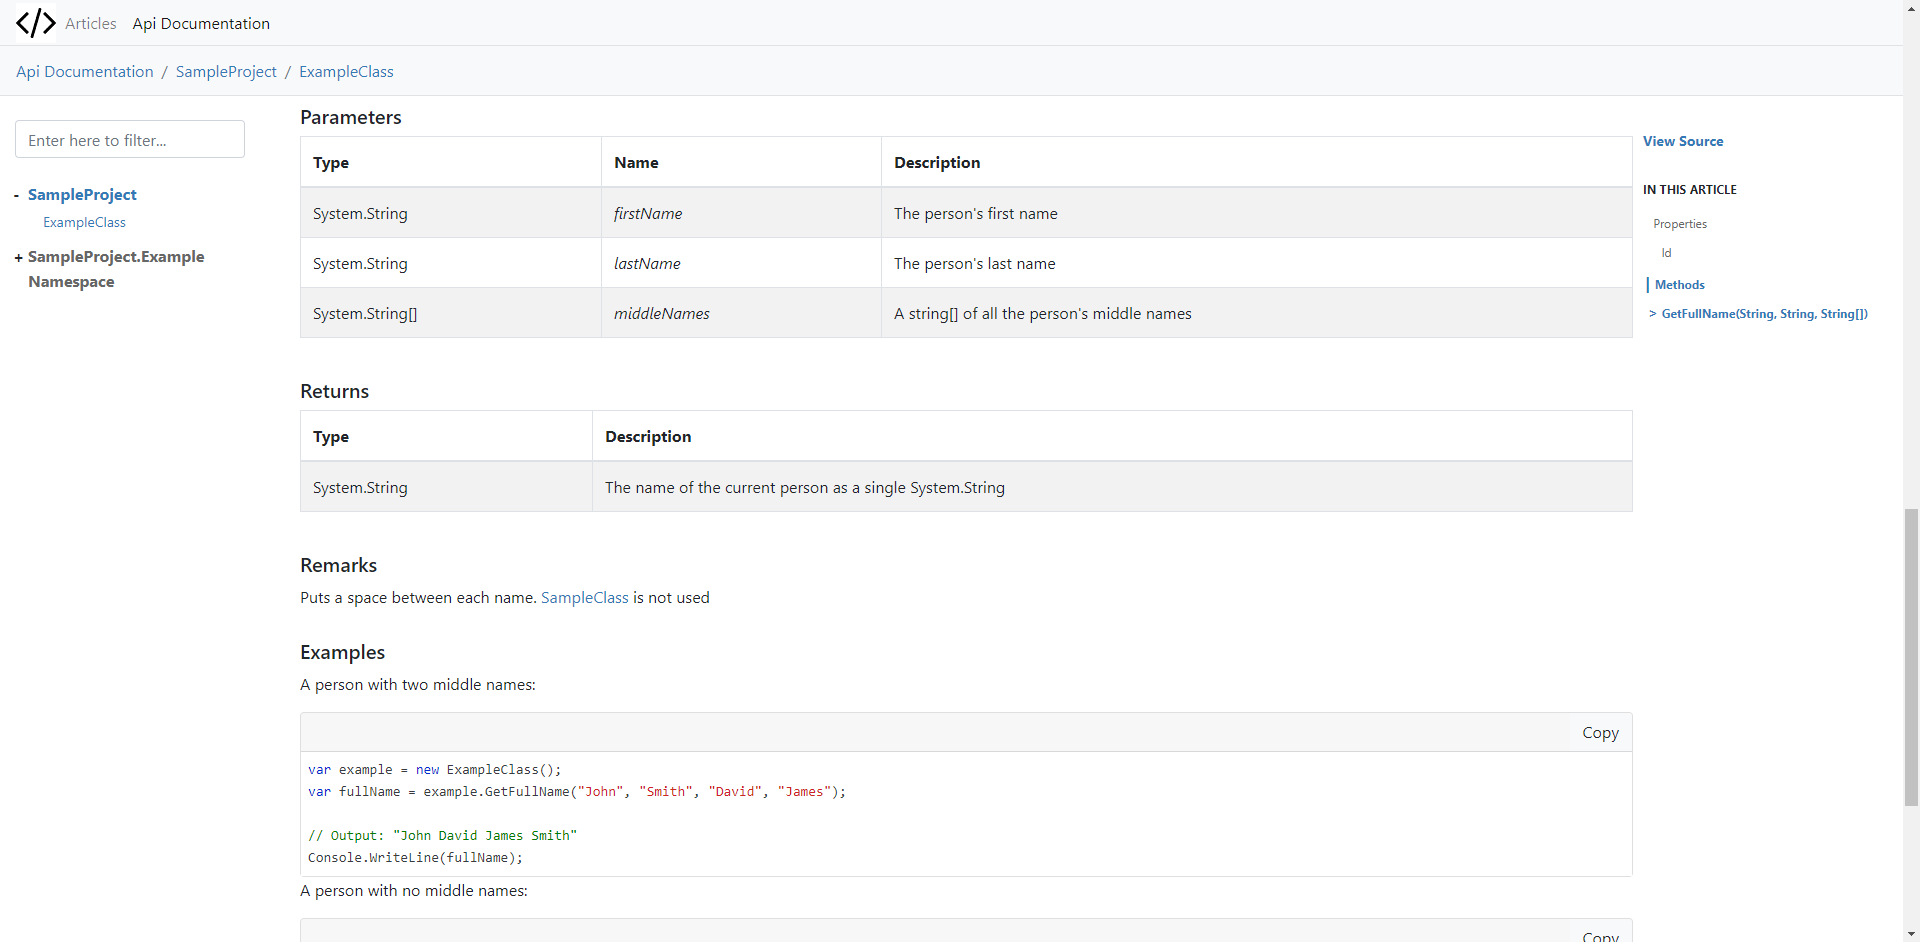 </> Articles Api Documentation
Api Documentation / SampleProject / ExampleClass
Enter here to filter...
- SampleProject
ExampleClass
+ SampleProject.Example
Namespace
Parameters
Type Name Description
System.String firstName The person's first name
System.String lastName The person's last name
System.String[] middleNames A string[] of all the person's middle names
Returns
Type Description
System.String The name of the current person as a single System.String
Remarks
Puts a space between each name. SampleClass is not used
Examples
A person with two middle names:
Copy
var example = new ExampleClass();
var fullName = example.GetFullName("John", "Smith", "David", "James");
// Output: "John David James Smith"
Console.WriteLine(fullName);
A person with no middle names:
Copy
View Source
IN THIS ARTICLE
Properties
Id
Methods
> GetFullName(String, String, String[])